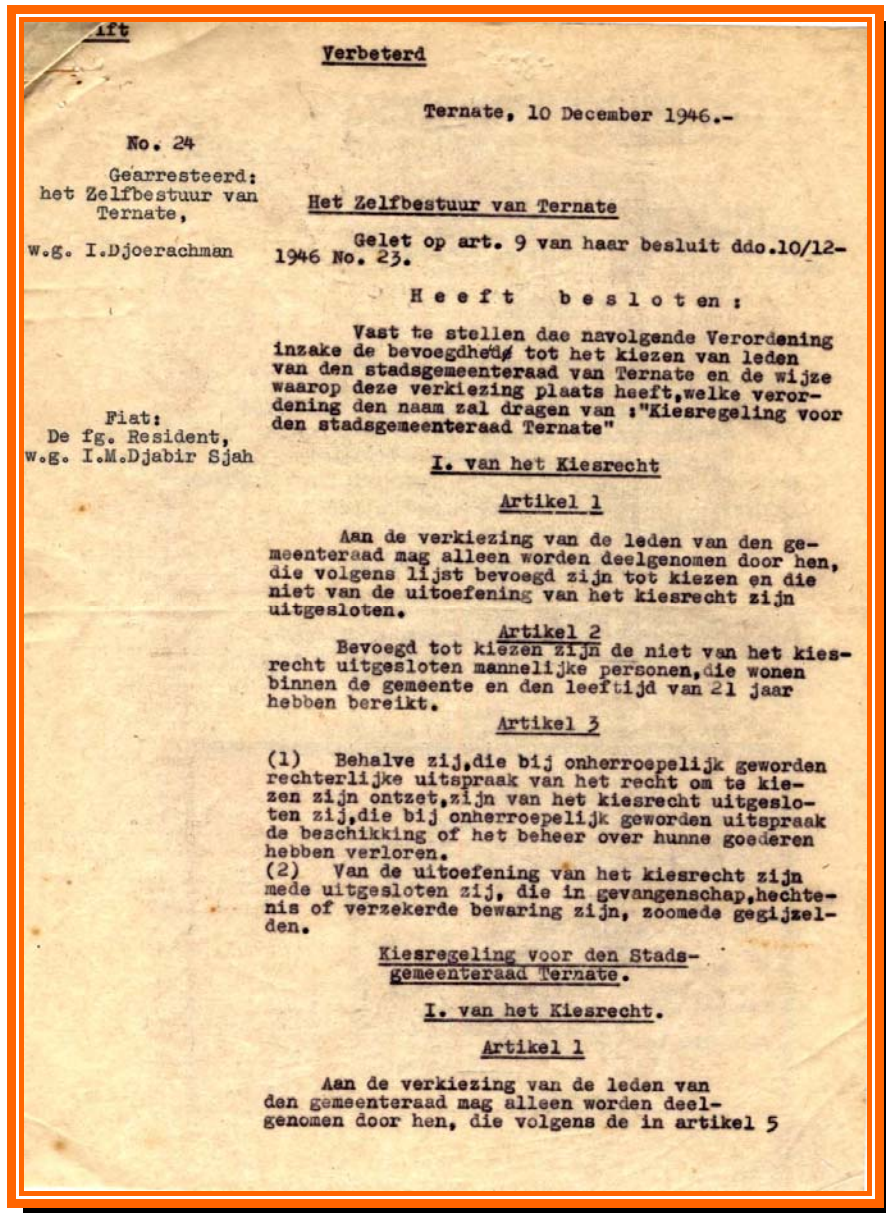 ift
Verbeterd
Ternate, 10 December 1946.-
No. 24
Gearresteerd:
het Zelfbestuur van
Ternate,
w.g. I.Djoerachman
Fiat:
De fg. Resident,
w.g. I.M.Djabir Sjah
Het Zelfbestuur van Ternate
Gelet op art. 9 van haar besluit ddo.10/12-
1946 No. 23.
Heeft besloten:
Vast te stellen dae navolgende Verordening
inzake de bevoegdhed tot het kiezen van leden
van den stadsgemeenteraad van Ternate en de wijze
waarop deze verkiezing plaats heeft,welke veror-
dening den naam zal dragen van :"Kiesregeling voor
den stadsgemeenteraad Ternate"
I. van het Kiesrecht
Artikel 1
Aan de verkiezing van de leden van den ge-
meenteraad mag alleen worden deelgenomen door hen,
die volgens lijst bevoegd zijn tot kiezen en die
niet van de uitoefening van het kiesrecht zijn
uitgesloten.
Artikel 2
Bevoegd tot kiezen zijn de niet van het kies-
recht uitgesloten mannelijke personen,die wonen
binnen de gemeente en den leeftijd van 21 jaar
hebben bereikt.
Artikel 3
(1) Behalve zij,die bij onherroepelijk geworden
rechterlijke uitspraak van het recht om te kie-
zen zijn ontzet,zijn van het kiesrecht uitgeslo-
ten zij,die bij onherroepelijk geworden uitspraak
de beschikking of het beheer over hunne goederen
hebben verloren.
(2) Van de uitoefening van het kiesrecht zijn
mede uitgesloten zij, die in gevangenschap,hechte-
nis of verzekerde bewaring zijn, zoomede gegijzel-
den.
Kiesregeling voor den Stads-
gemeenteraad Ternate.
I. van het Kiesrecht.
Artikel 1
Aan de verkiezing van de leden van
den gemeenteraad mag alleen worden deel-
genomen door hen, die volgens de in artikel 5